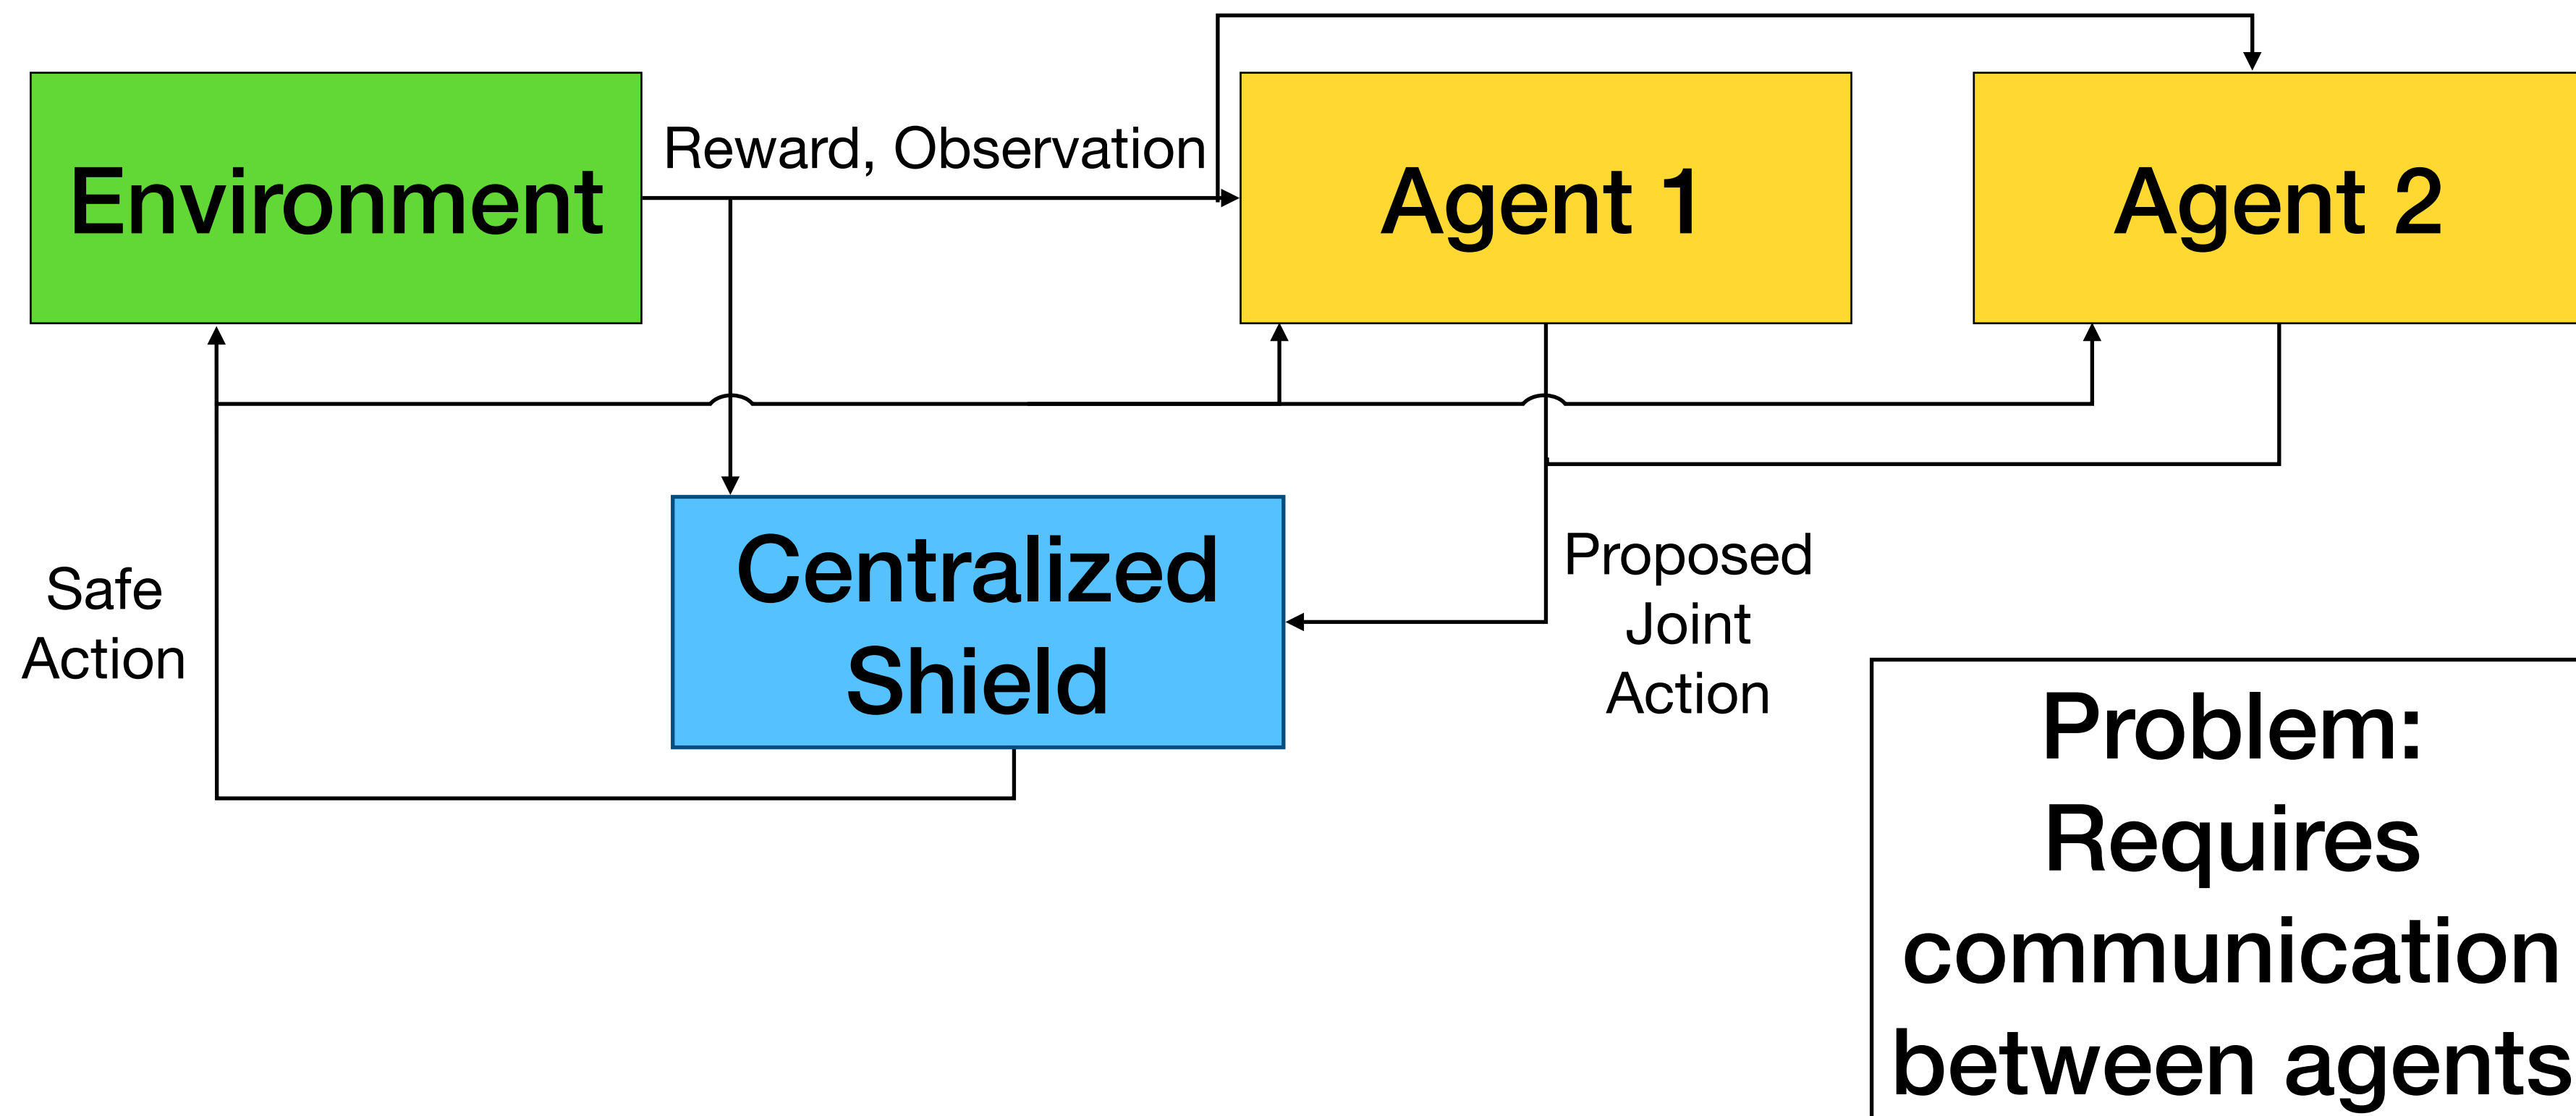 Environment
Reward, Observation
Agent 1
Agent 2
Centralized
Shield
Safe
Action
Proposed
Joint
Action
Problem:
Requires
communication
between agents